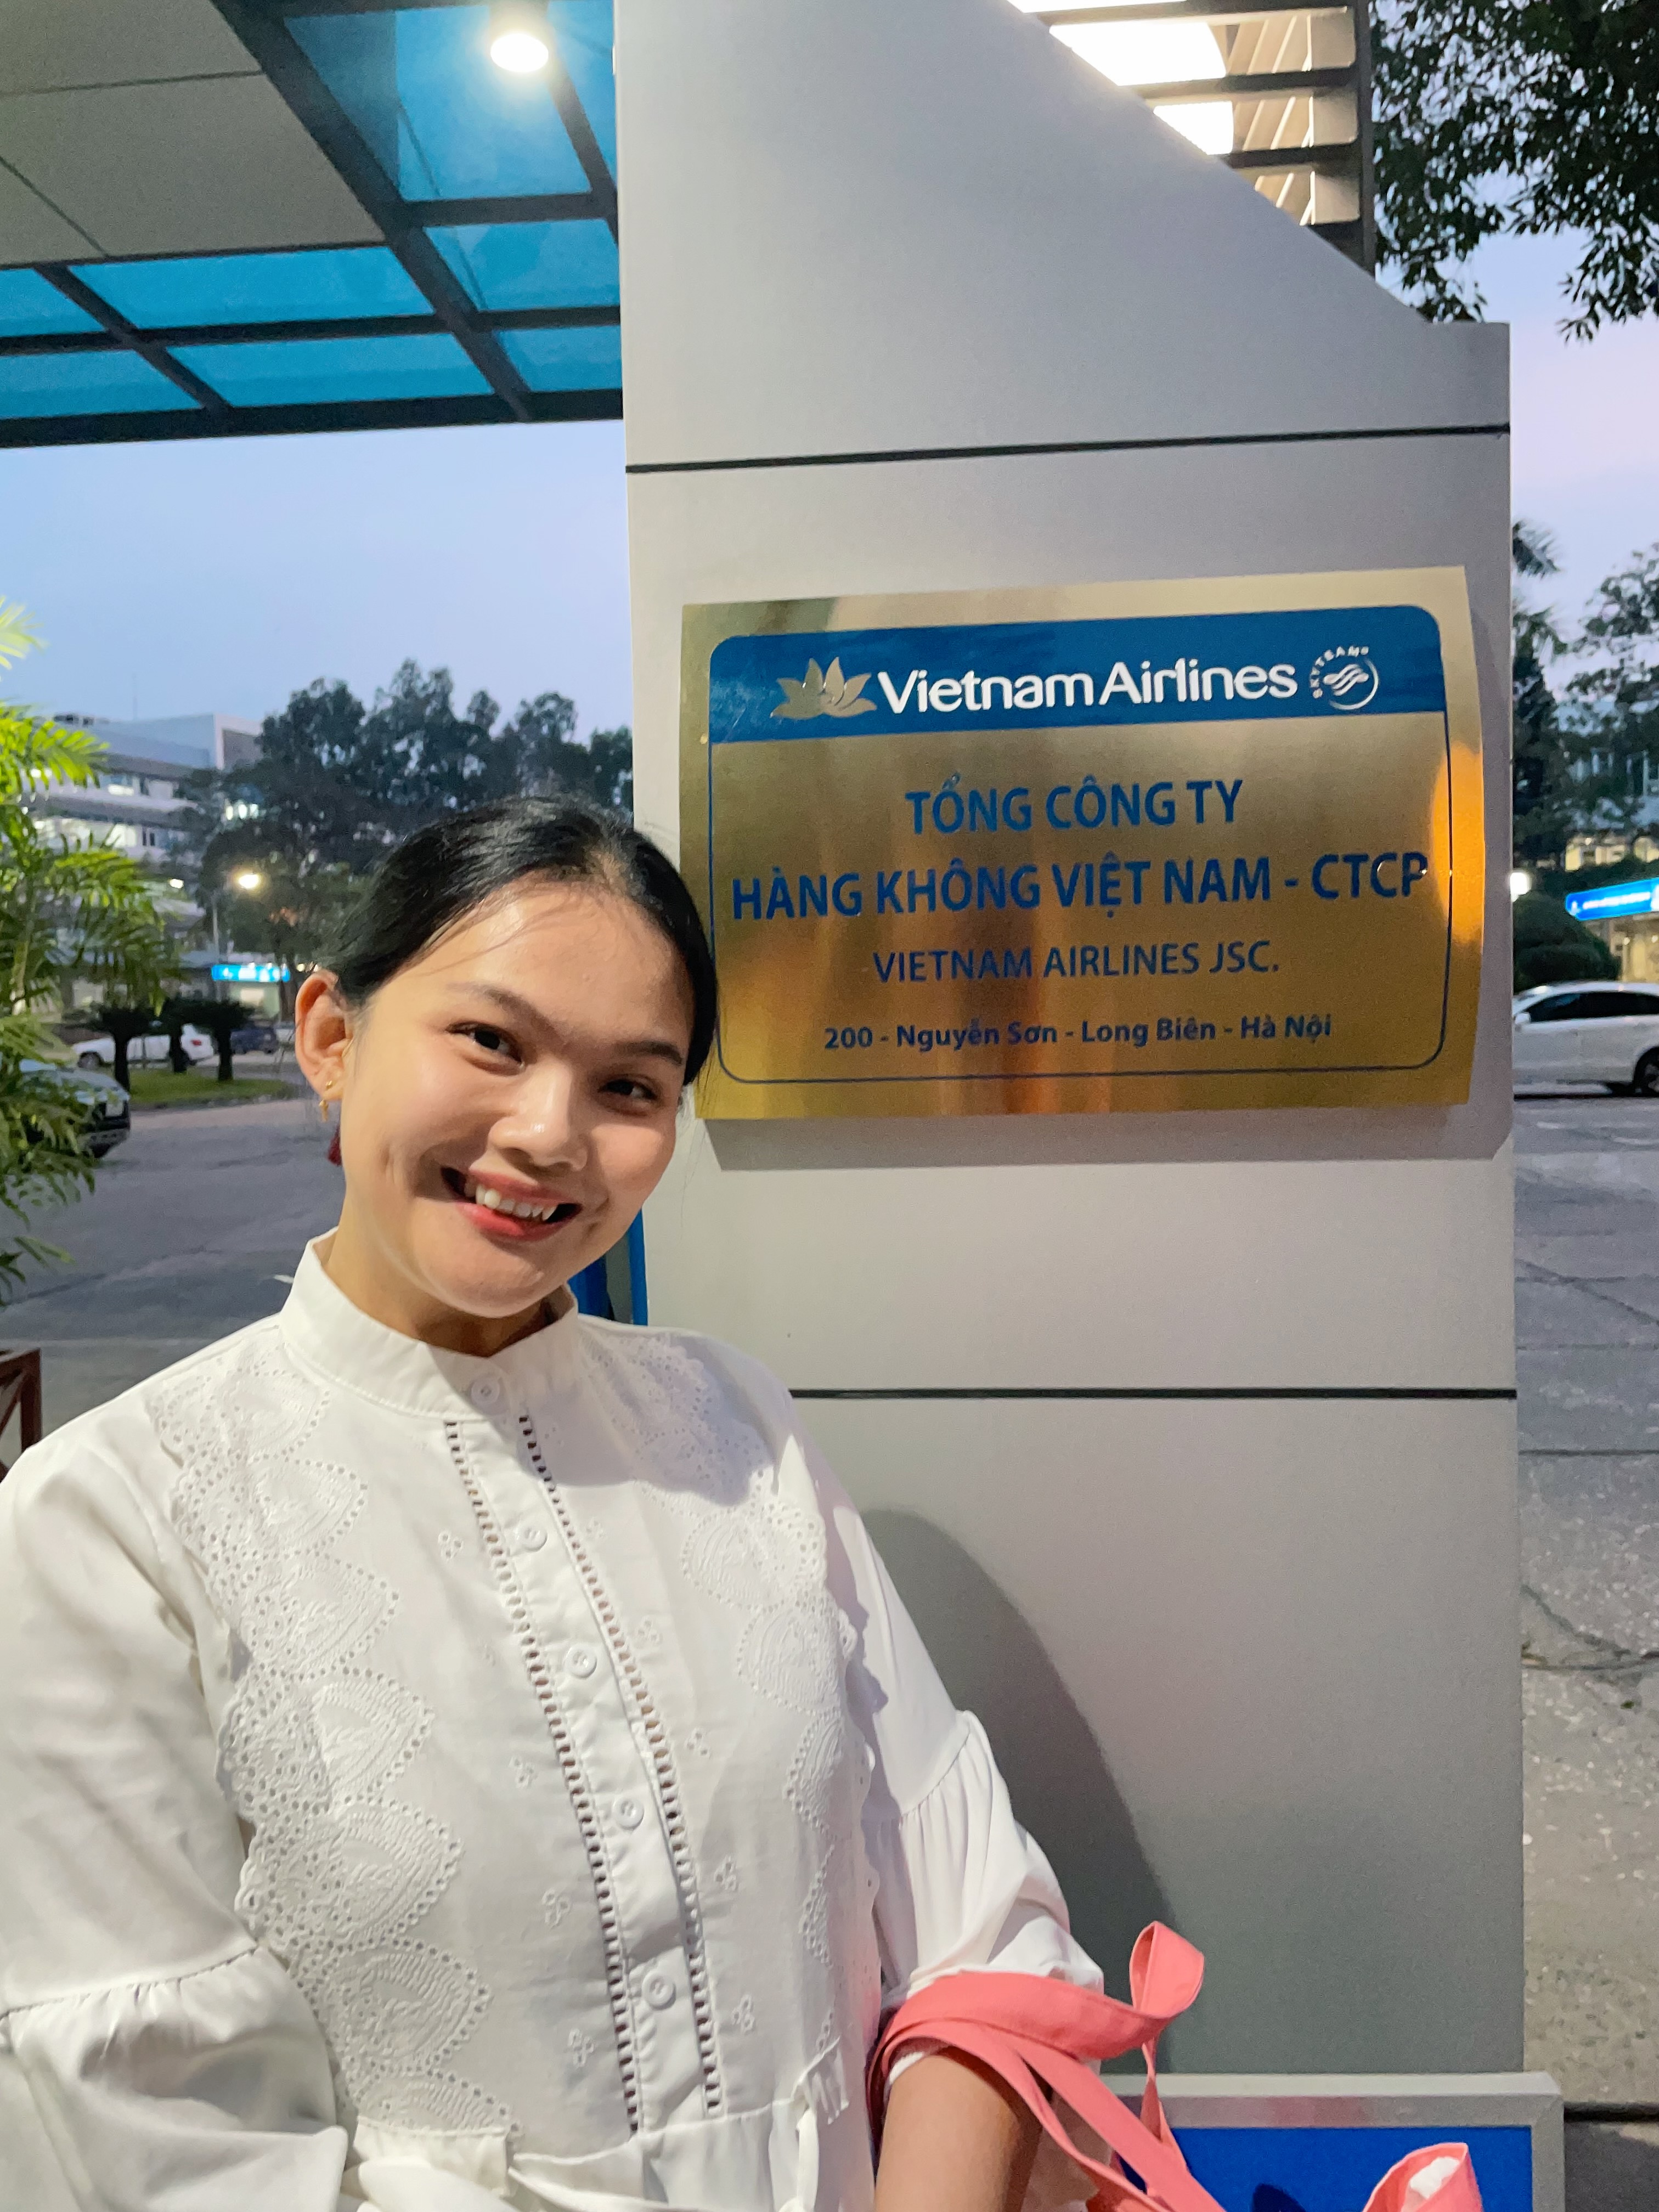 Vietnam Airlines SKYTEAM
TỔNG CÔNG TY
HÀNG KHÔNG VIỆT NAM - CTCP
VIETNAM AIRLINES JSC.
200 - Nguyễn Sơn - Long Biên - Hà Nội